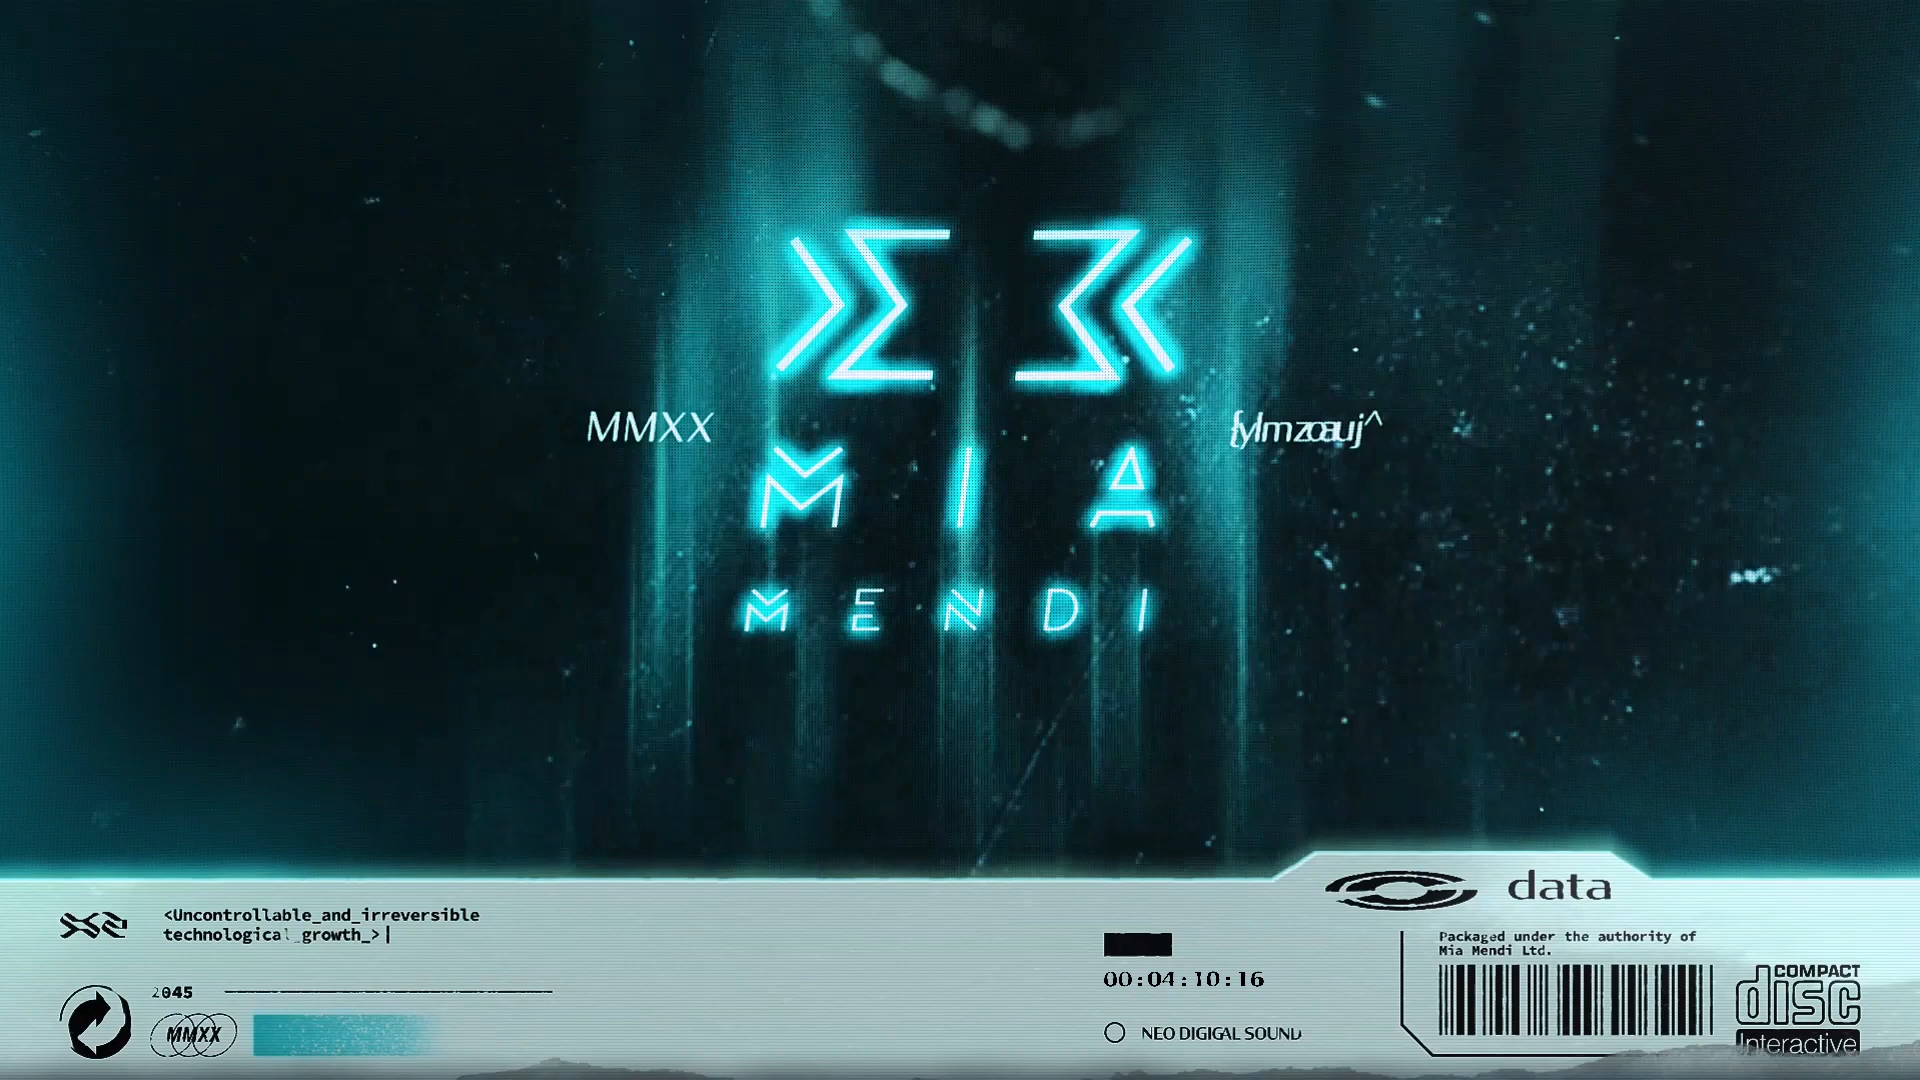 MMXX
{ylmzoauj^
MIA
MENDI
data
<Uncontrollable_and_irreversible
technological_growth_>|
Packaged under the authority of
Mia Mendi Ltd.
00:04:10:16
2045
MMXX
NEO DIGIGAL SOUND
COMPACT
disc
Interactive